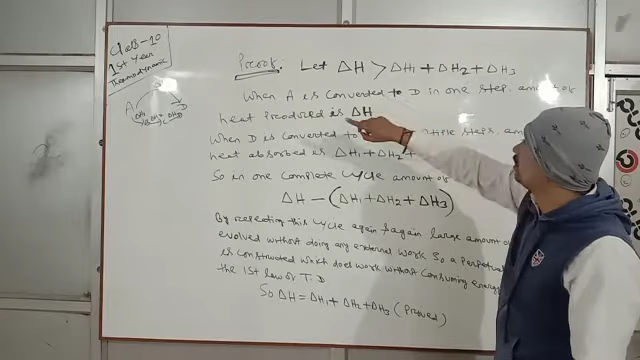 Class-10
1st Year
Thermodynamic
A D
ΔH
Proof: Let ΔH > ΔH1 + ΔH2 + ΔH3
When A is converted to D in one step. amount of
heat produced is ΔH
When D is converted to steps.
heat absorbed is ΔH1 + ΔH2 +
So in one complete cycle amount of
ΔH - (ΔH1 + ΔH2 + ΔH3)
By repeating this cycle again & again large amount of
evolved without doing any external work so a Perpetual
is constructed which does work without consuming energy
the 1st law of T.D
So ΔH = ΔH1 + ΔH2 + ΔH3 (Proved)